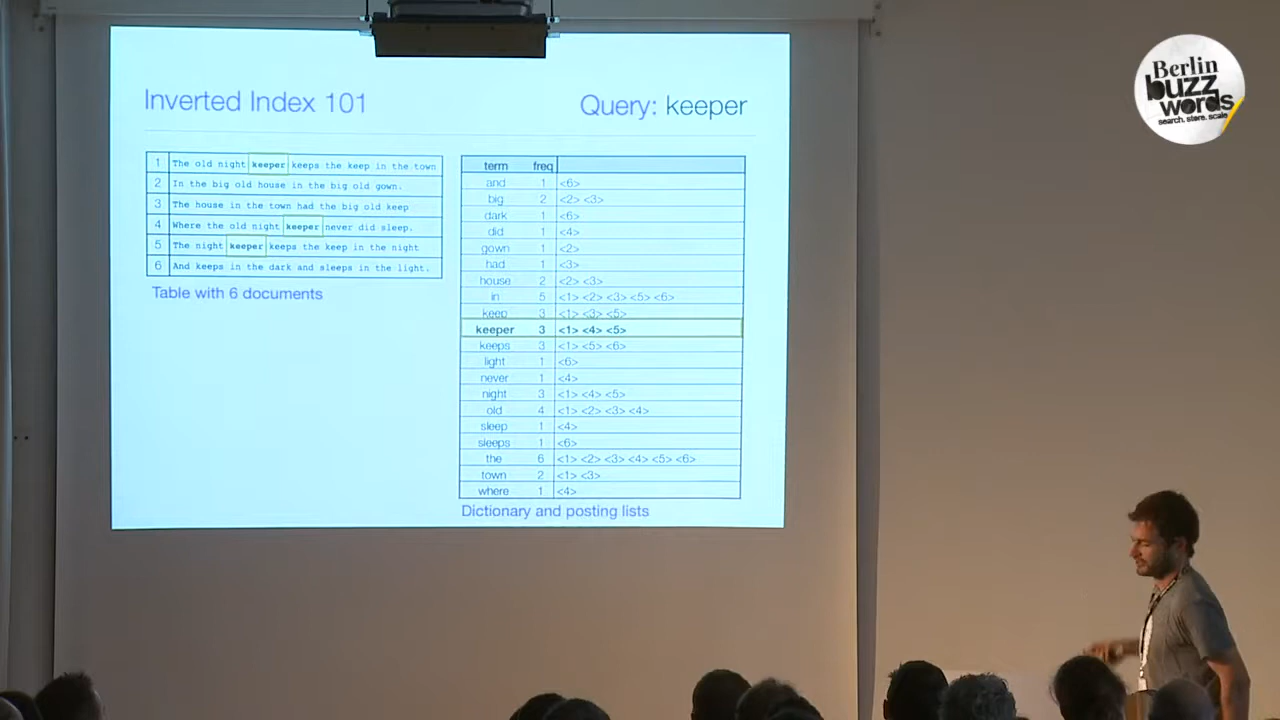 Berlin
buzz
words
search. store. scale
Inverted Index 101
Query: keeper
1 The old night keeper keeps the keep in the town
2 In the big old house in the big old gown.
3 The house in the town had the big old keep
4 Where the old night keeper never did sleep.
5 The night keeper keeps the keep in the night
6 And keeps in the dark and sleeps in the light.
Table with 6 documents
term freq
and 1 <6>
big 2 <2> <3>
dark 1 <6>
did 1 <4>
gown 1 <2>
had 1 <3>
house 2 <2> <3>
in 5 <1> <2> <3> <5> <6>
keep 3 <1> <3> <5>
keeper 3 <1> <4> <5>
keeps 3 <1> <5> <6>
light 1 <6>
never 1 <4>
night 3 <1> <4> <5>
old 4 <1> <2> <3> <4>
sleep 1 <4>
sleeps 1 <6>
the 6 <1> <2> <3> <4> <5> <6>
town 2 <1> <3>
where 1 <4>
Dictionary and posting lists